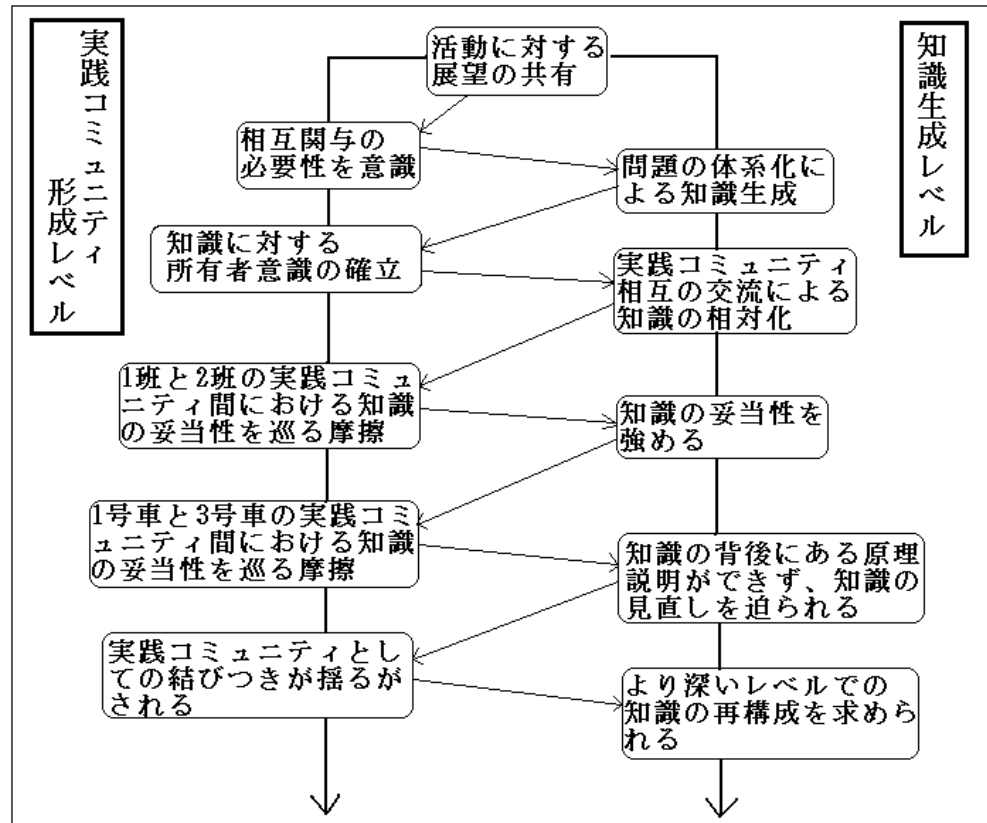 実践コミュニティ
形成レベル
知識生成レベル
活動に対する
展望の共有
相互関与の
必要性を意識
問題の体系化に
よる知識生成
知識に対する
所有者意識の確立
実践コミュニティ
相互の交流による
知識の相対化
1班と2班の実践コミュ
ニティ間における知識
の妥当性を巡る摩擦
知識の妥当性を
強める
1号車と3号車の実践コミ
ュニティ間における知識
の妥当性を巡る摩擦
知識の背後にある原理
説明ができず、知識の
見直しを迫られる
実践コミュニティとし
ての結びつきが揺るが
される
より深いレベルでの
知識の再構成を求めら
れる